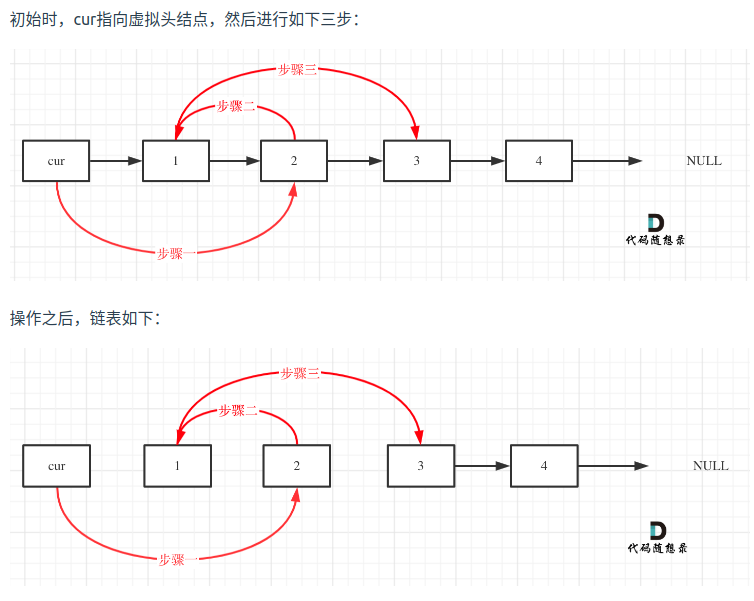 初始时，cur指向虚拟头结点，然后进行如下三步：
步骤三
步骤二
cur 1 2 3 4 NULL
步骤一
代码随想录
操作之后，链表如下：
步骤三
步骤二
cur 1 2 3 4 NULL
步骤一
代码随想录